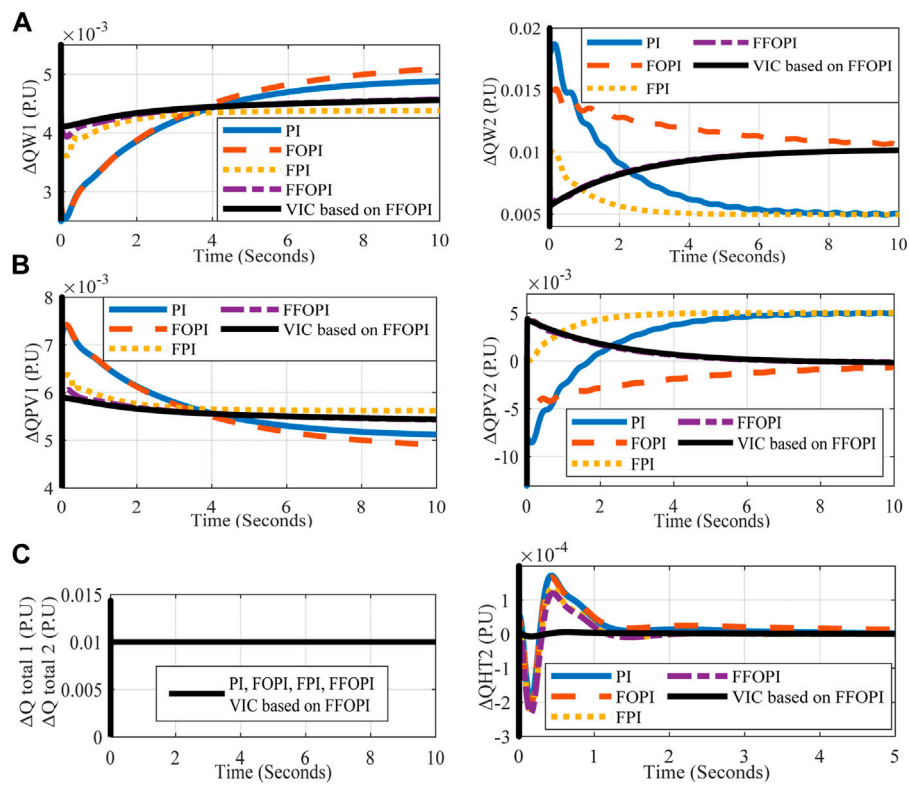 A
×10⁻³
ΔQW1 (P.U)
5
4
3
0
2
4
6
8
10
Time (Seconds)
PI
FOPI
FPI
FFOPI
VIC based on FFOPI
ΔQW2 (P.U)
0.02
0.015
0.01
0.005
0
2
4
6
8
10
Time (Seconds)
PI
FFOPI
FOPI
VIC based on FFOPI
FPI
B
×10⁻³
ΔQPV1 (P.U)
8
7
6
5
4
0
2
4
6
8
10
Time (Seconds)
PI
FFOPI
FOPI
VIC based on FFOPI
FPI
×10⁻³
ΔQPV2 (P.U)
5
0
-5
-10
0
2
4
6
8
10
Time (Seconds)
PI
FFOPI
FOPI
VIC based on FFOPI
FPI
C
ΔQ total 1 (P.U)
ΔQ total 2 (P.U)
0.015
0.01
0.005
0
0
2
4
6
8
10
Time (Seconds)
PI, FOPI, FPI, FFOPI
VIC based on FFOPI
×10⁻⁴
ΔQHT2 (P.U)
1
0
-1
-2
-3
0
1
2
3
4
5
Time (Seconds)
PI
FFOPI
FOPI
VIC based on FFOPI
FPI